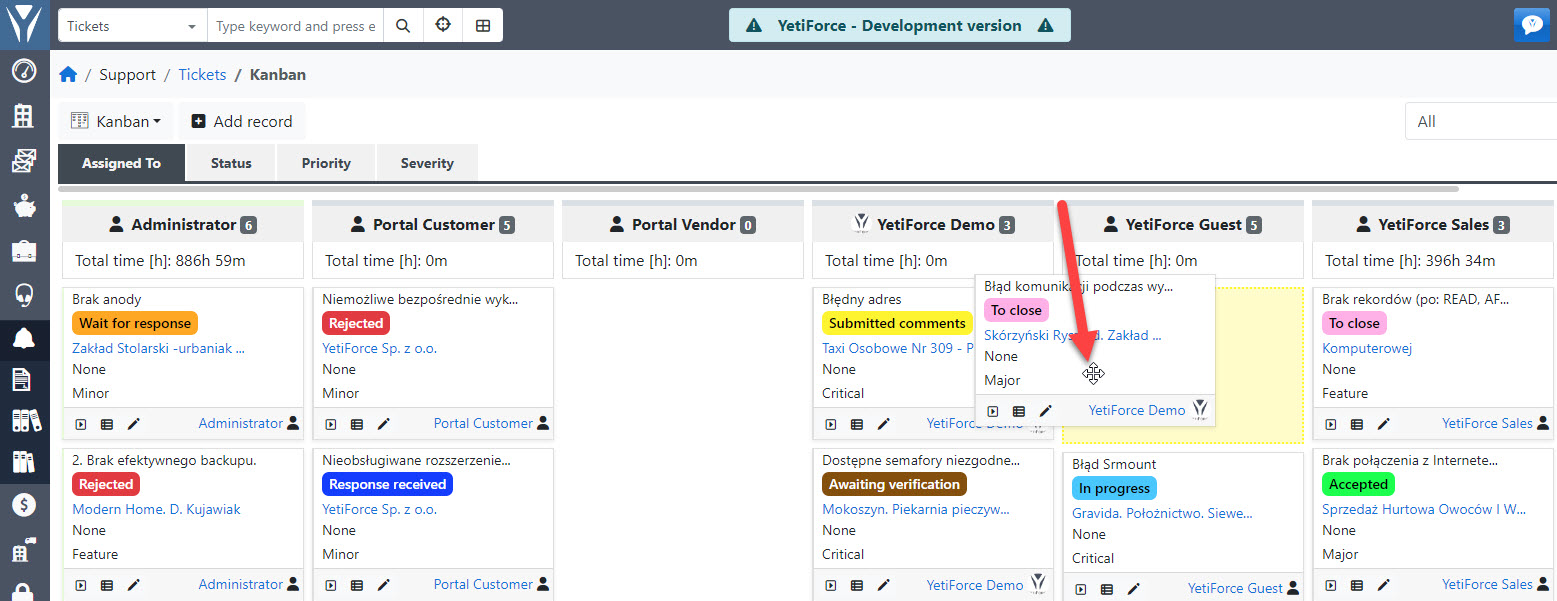 Tickets
Type keyword and press e
YetiForce - Development version
/ Support / Tickets / Kanban
Kanban
Add record
All
Assigned To
Status
Priority
Severity
Administrator 6
Total time [h]: 886h 59m
Brak anody
Wait for response
Zakład Stolarski -urbaniak ...
None
Minor
Administrator
2. Brak efektywnego backupu.
Rejected
Modern Home. D. Kujawiak
None
Feature
Administrator
Portal Customer 5
Total time [h]: 0m
Niemożliwe bezpośrednie wyk...
Rejected
YetiForce Sp. z o.o.
None
Minor
Portal Customer
Nieobsługiwane rozszerzenie...
Response received
YetiForce Sp. z o.o.
None
Minor
Portal Customer
Portal Vendor 0
Total time [h]: 0m
YetiForce Demo 3
Total time [h]: 0m
Błędny adres
Submitted comments
Taxi Osobowe Nr 309 - P
None
Critical
YetiForce Demo
Dostępne semafory niezgodne...
Awaiting verification
Mokoszyn. Piekarnia pieczyw...
None
Critical
YetiForce Demo
Błąd komunikacji podczas wy...
To close
Skórzyński Zakład ...
None
Major
YetiForce Demo
YetiForce Guest 5
Total time [h]: 0m
Błąd Srmount
In progress
Gravida. Położnictwo. Siewe...
None
Critical
YetiForce Guest
YetiForce Sales 3
Total time [h]: 396h 34m
Brak rekordów (po: READ, AF...
To close
Komputerowej
None
Feature
YetiForce Sales
Brak połączenia z Internete...
Accepted
Sprzedaż Hurtowa Owoców I W...
None
Major
YetiForce Sales